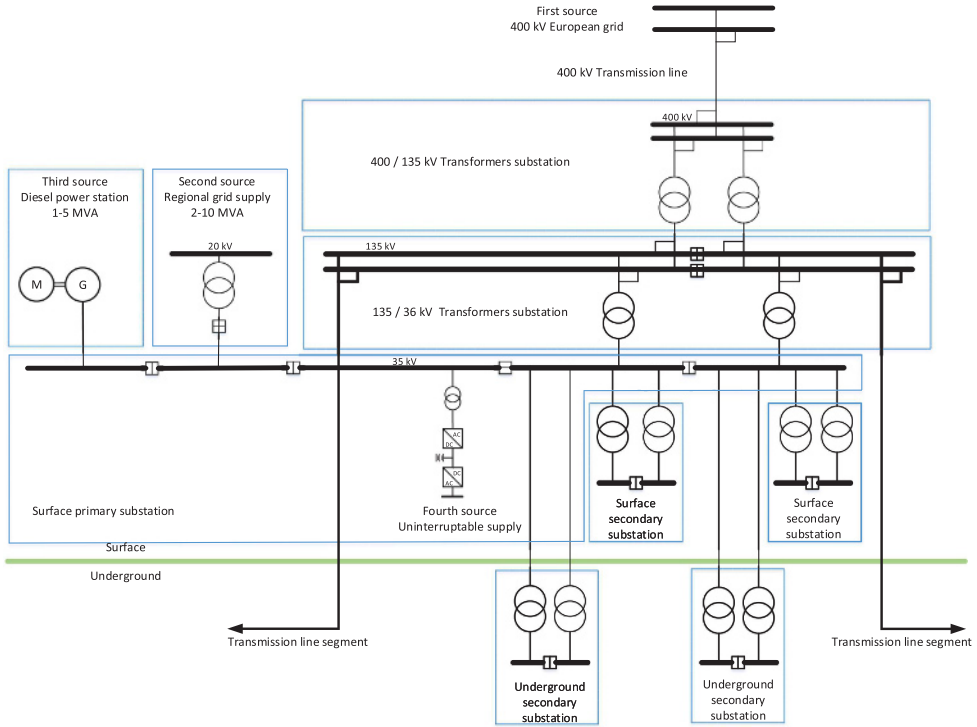 First source
400 kV European grid
400 kV Transmission line
400 kV
400 / 135 kV Transformers substation
Third source
Diesel power station
1-5 MVA
Second source
Regional grid supply
2-10 MVA
20 kV
M
G
135 kV
135 / 36 kV Transformers substation
35 kV
AC
DC
DC
AC
Fourth source
Uninterruptable supply
Surface primary substation
Surface
secondary
substation
Surface
secondary
substation
Surface
Underground
Transmission line segment
Transmission line segment
Underground
secondary
substation
Underground
secondary
substation